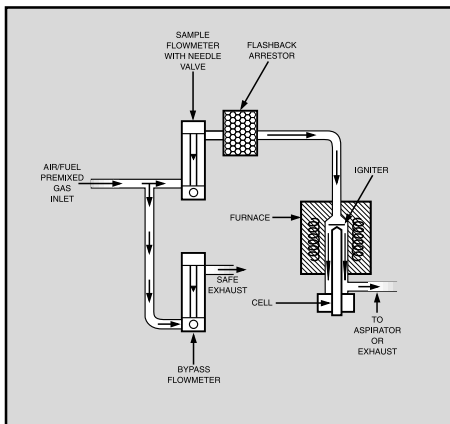 SAMPLE
FLOWMETER
WITH NEEDLE
VALVE
FLASHBACK
ARRESTOR
AIR/FUEL
PREMIXED
GAS
INLET
IGNITER
FURNACE
SAFE
EXHAUST
CELL
TO
ASPIRATOR
OR
EXHAUST
BYPASS
FLOWMETER